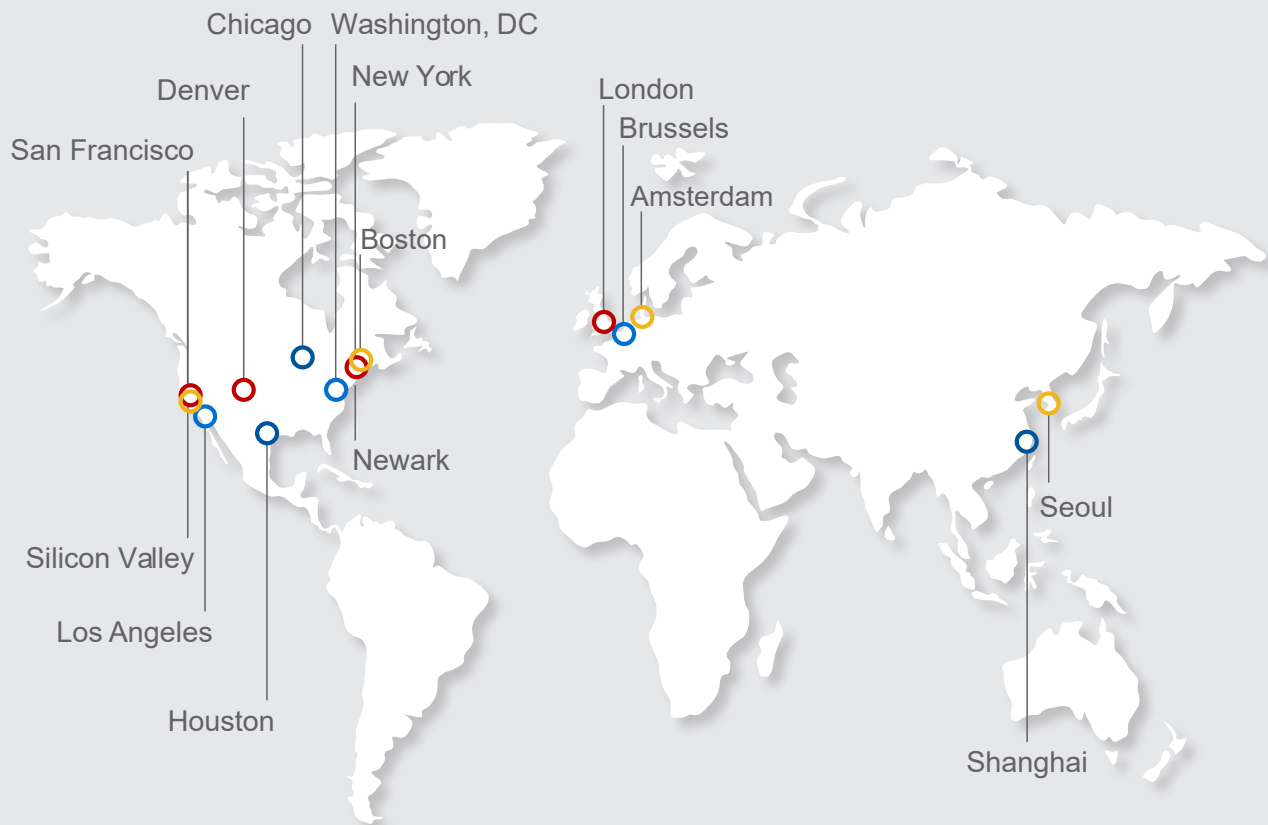 Chicago
Washington, DC
New York
Denver
London
Brussels
San Francisco
Amsterdam
Boston
Newark
Seoul
Silicon Valley
Los Angeles
Houston
Shanghai